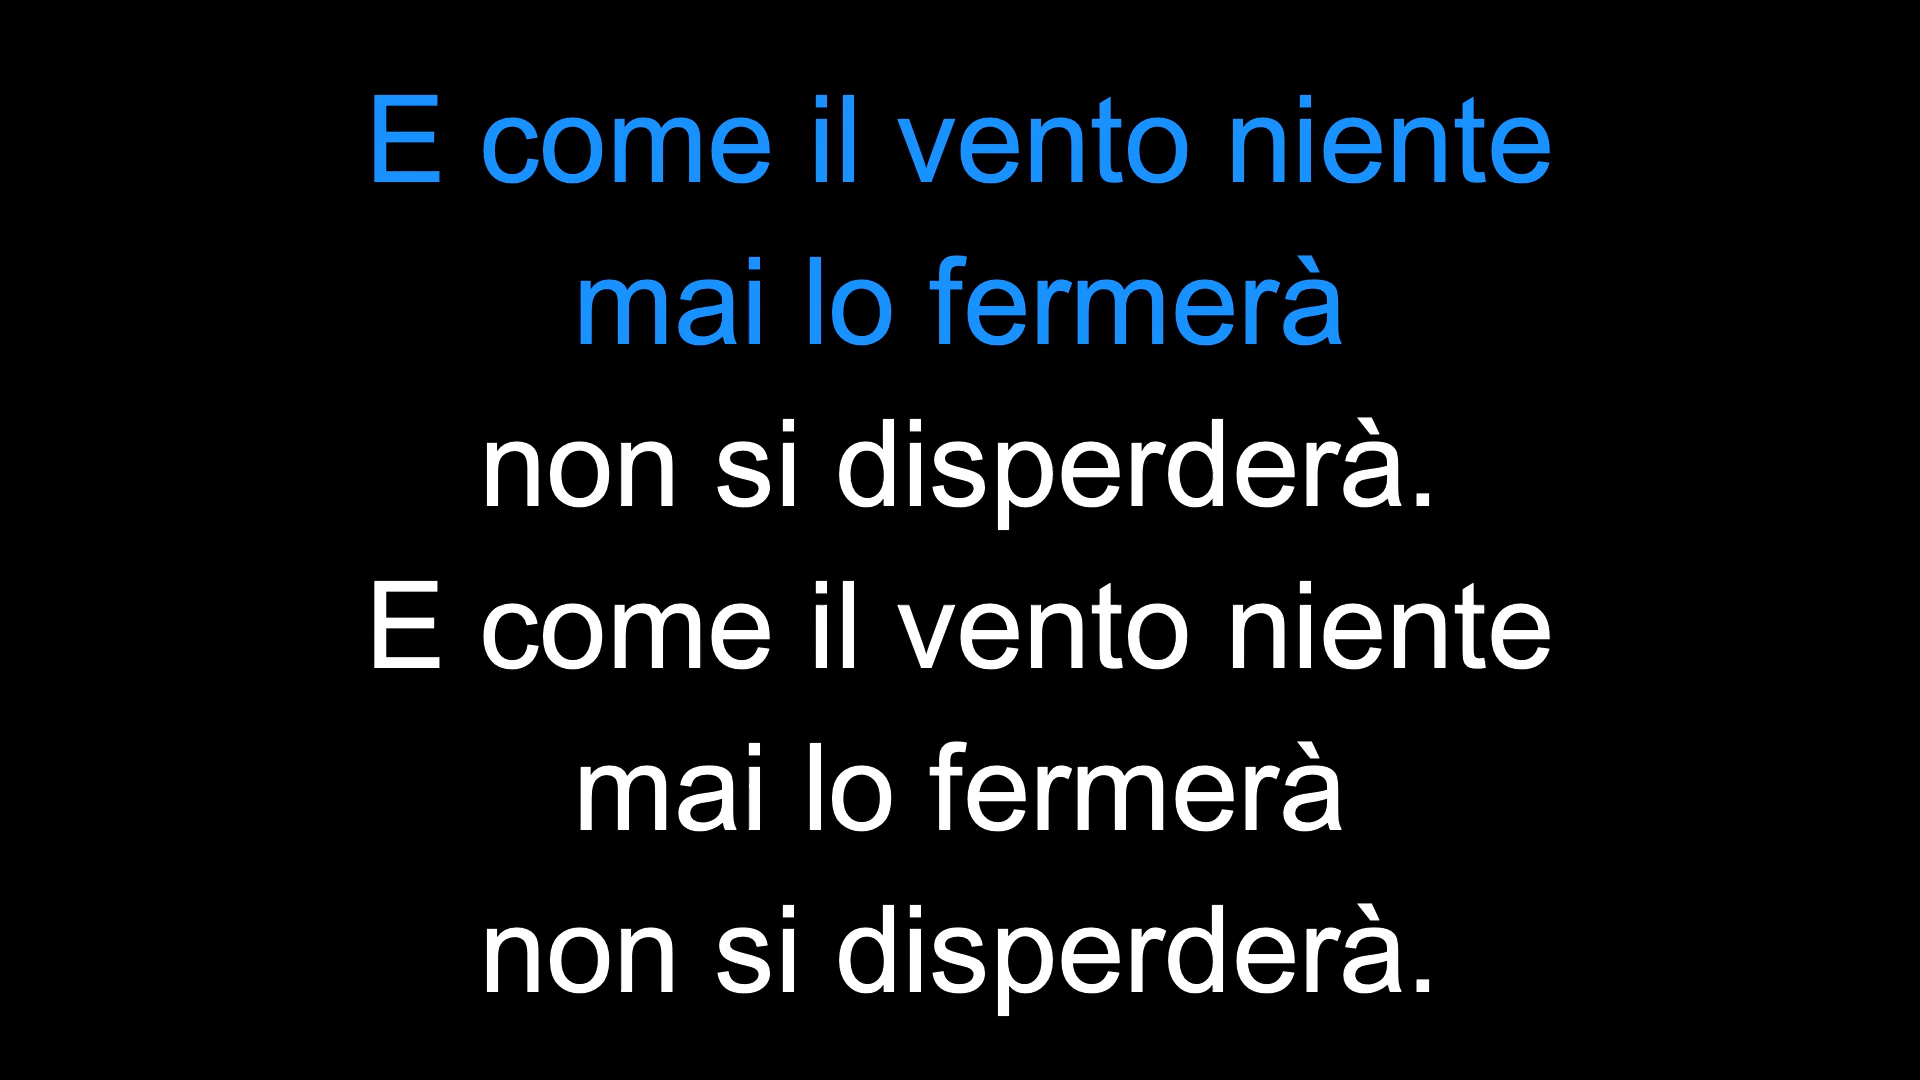 E come il vento niente
mai lo fermerà
non si disperderà.
E come il vento niente
mai lo fermerà
non si disperderà.